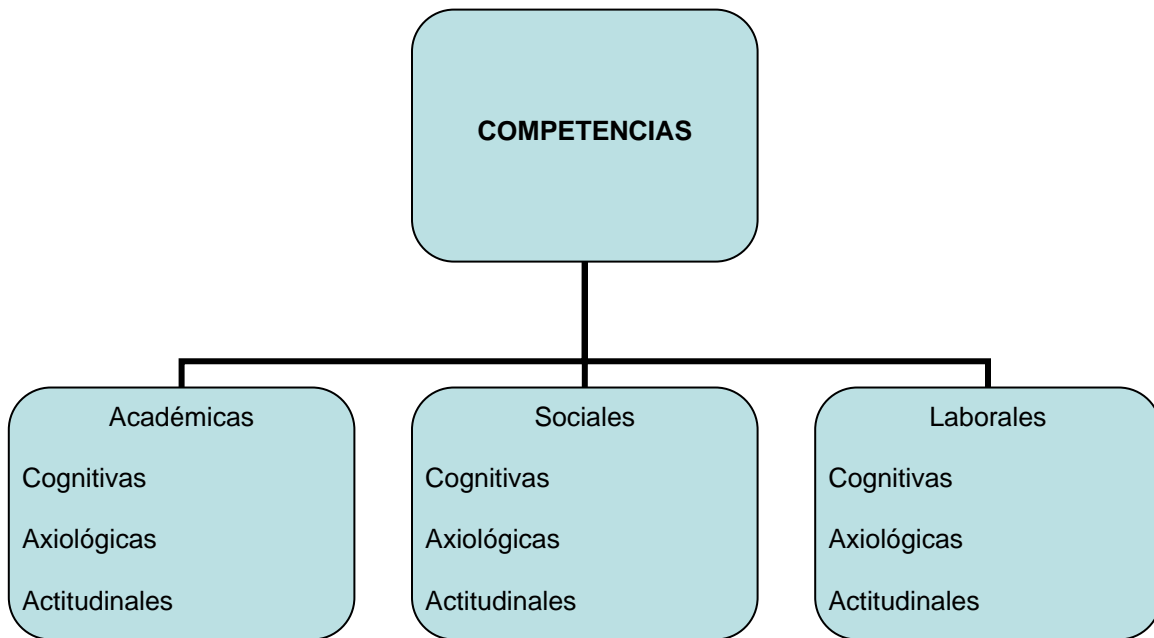 COMPETENCIAS
Académicas
Cognitivas
Axiológicas
Actitudinales
Sociales
Cognitivas
Axiológicas
Actitudinales
Laborales
Cognitivas
Axiológicas
Actitudinales